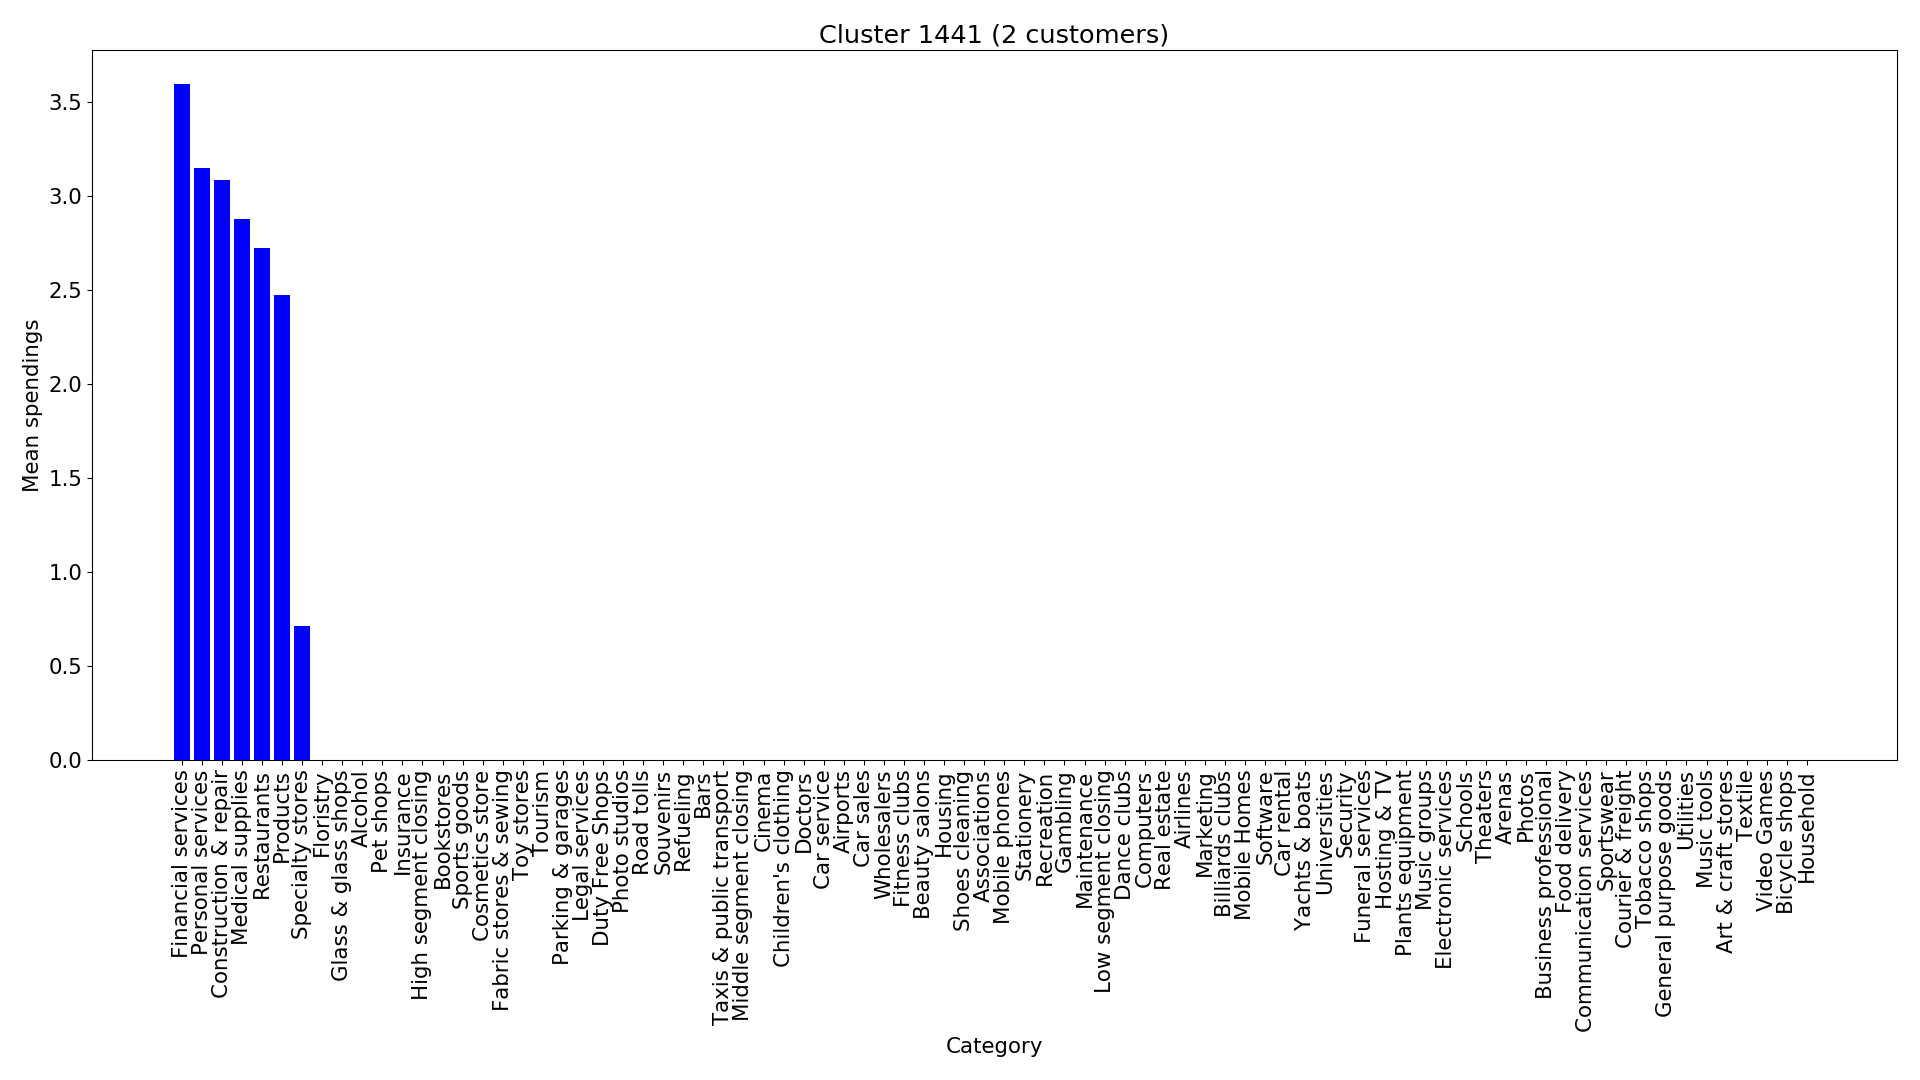 Cluster 1441 (2 customers)
Mean spendings
3.5
3.0
2.5
2.0
1.5
1.0
0.5
0.0
Financial services
Personal services
Construction & repair
Medical supplies
Restaurants
Products
Specialty stores
Floristry
Glass & glass shops
Alcohol
Pet shops
Insurance
High segment closing
Bookstores
Sports goods
Cosmetics store
Fabric stores & sewing
Toy stores
Tourism
Parking & garages
Legal services
Duty Free Shops
Photo studios
Road tolls
Souvenirs
Refueling
Bars
Taxis & public transport
Middle segment closing
Cinema
Children's clothing
Doctors
Car service
Airports
Car sales
Wholesalers
Fitness clubs
Beauty salons
Housing
Shoes cleaning
Associations
Mobile phones
Stationery
Recreation
Gambling
Maintenance
Low segment closing
Dance clubs
Computers
Real estate
Airlines
Marketing
Billiards clubs
Mobile Homes
Software
Car rental
Yachts & boats
Universities
Security
Funeral services
Hosting & TV
Plants equipment
Music groups
Electronic services
Schools
Theaters
Arenas
Photos
Business professional
Food delivery
Communication services
Sportswear
Courier & freight
Tobacco shops
General purpose goods
Utilities
Music tools
Art & craft stores
Textile
Video Games
Bicycle shops
Household
Category